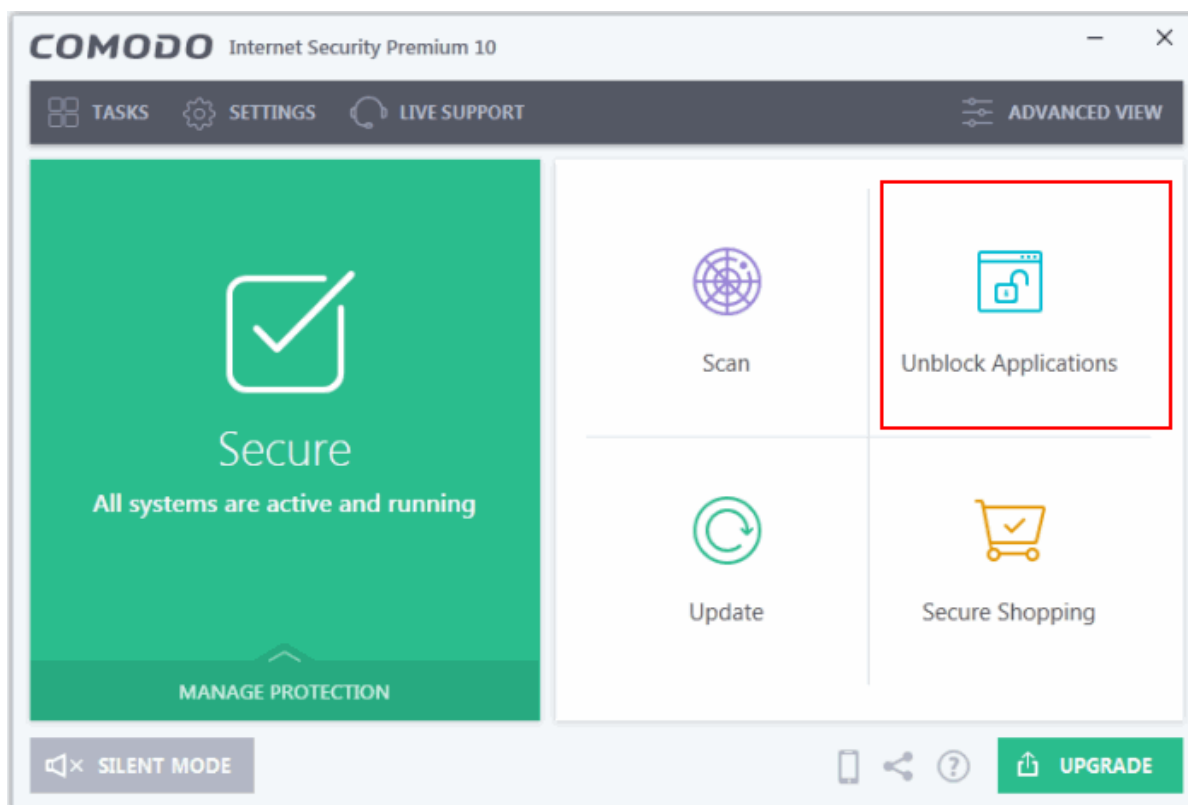 COMODO Internet Security Premium 10
TASKS SETTINGS LIVE SUPPORT ADVANCED VIEW
Secure
All systems are active and running
MANAGE PROTECTION
Scan
Unblock Applications
Update
Secure Shopping
SILENT MODE
?
UPGRADE